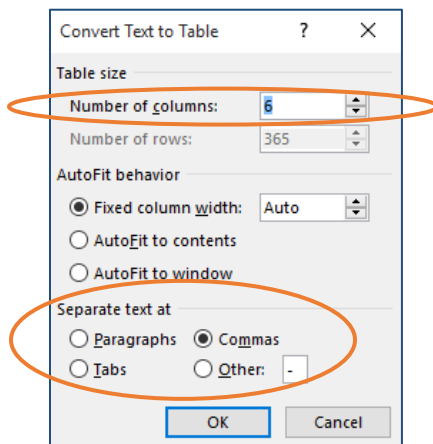 Convert Text to Table ? ×
Table size
Number of columns: 6
Number of rows: 365
AutoFit behavior
Fixed column width: Auto
AutoFit to contents
AutoFit to window
Separate text at
Paragraphs Commas
Tabs Other: -
OK Cancel